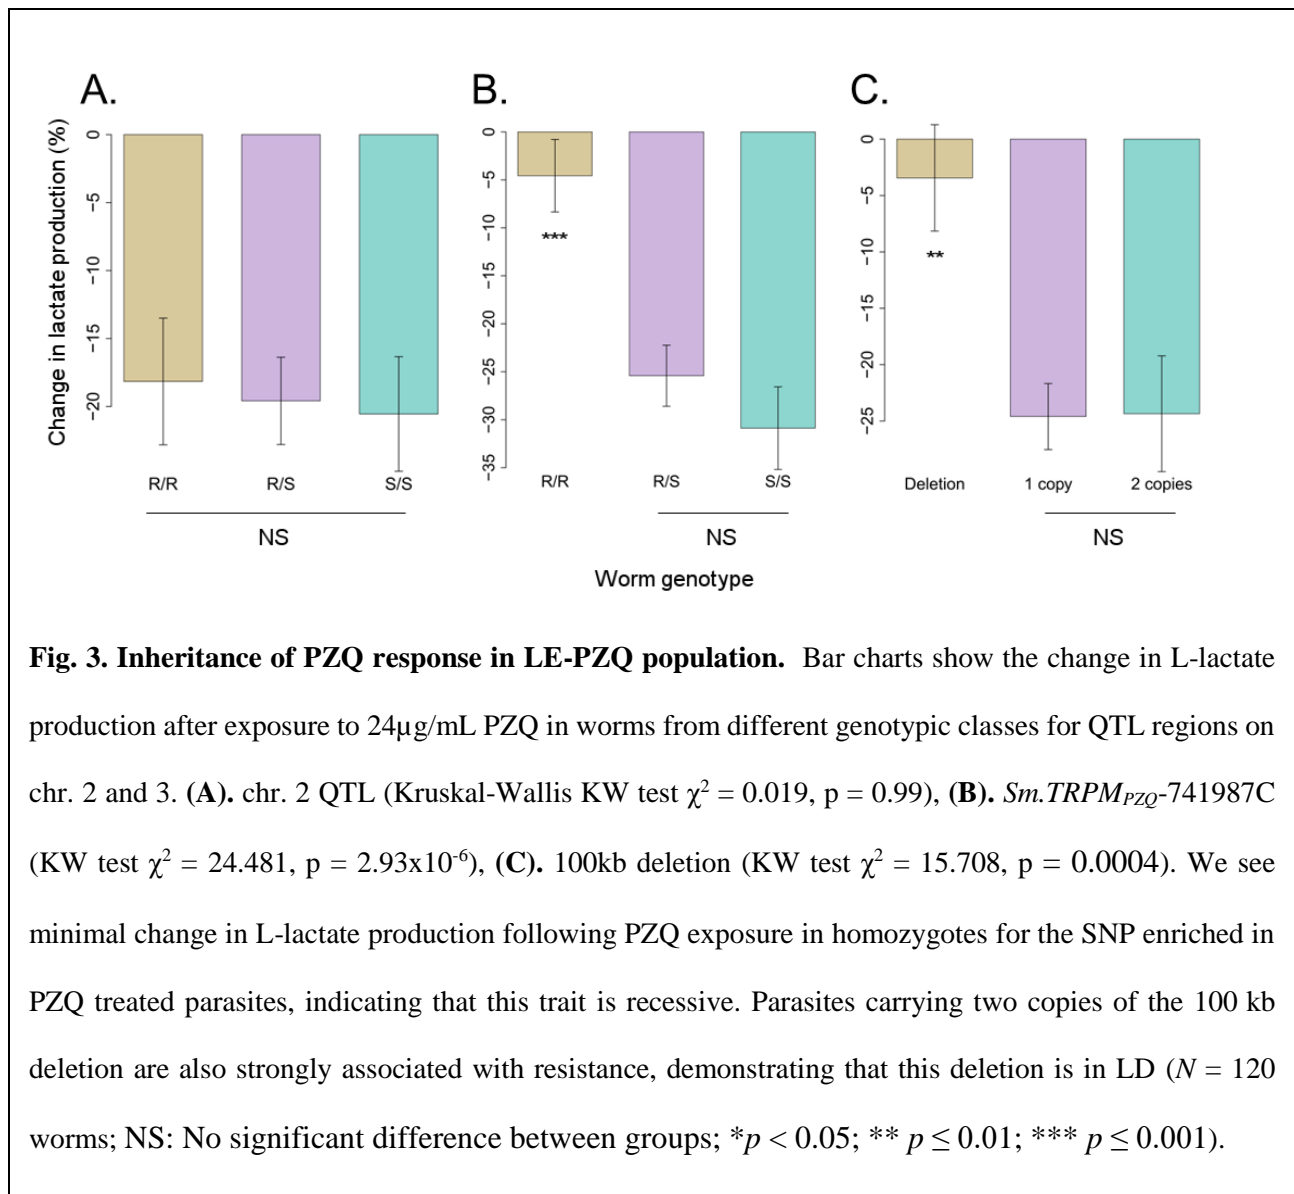 A.
B.
C.
Change in lactate production (%)
0
−5
−10
−15
−20
R/R
R/S
S/S
NS
0
−5
−10
−15
−20
−25
−30
−35
***
R/R
R/S
S/S
NS
0
−5
−10
−15
−20
−25
**
Deletion
1 copy
2 copies
NS
Worm genotype
Fig. 3. Inheritance of PZQ response in LE-PZQ population. Bar charts show the change in L-lactate
production after exposure to 24µg/mL PZQ in worms from different genotypic classes for QTL regions on
chr. 2 and 3. (A). chr. 2 QTL (Kruskal-Wallis KW test χ² = 0.019, p = 0.99), (B). Sm.TRPM_PZQ-741987C
(KW test χ² = 24.481, p = 2.93x10⁻⁶), (C). 100kb deletion (KW test χ² = 15.708, p = 0.0004). We see
minimal change in L-lactate production following PZQ exposure in homozygotes for the SNP enriched in
PZQ treated parasites, indicating that this trait is recessive. Parasites carrying two copies of the 100 kb
deletion are also strongly associated with resistance, demonstrating that this deletion is in LD (N = 120
worms; NS: No significant difference between groups; *p < 0.05; ** p ≤ 0.01; *** p ≤ 0.001).